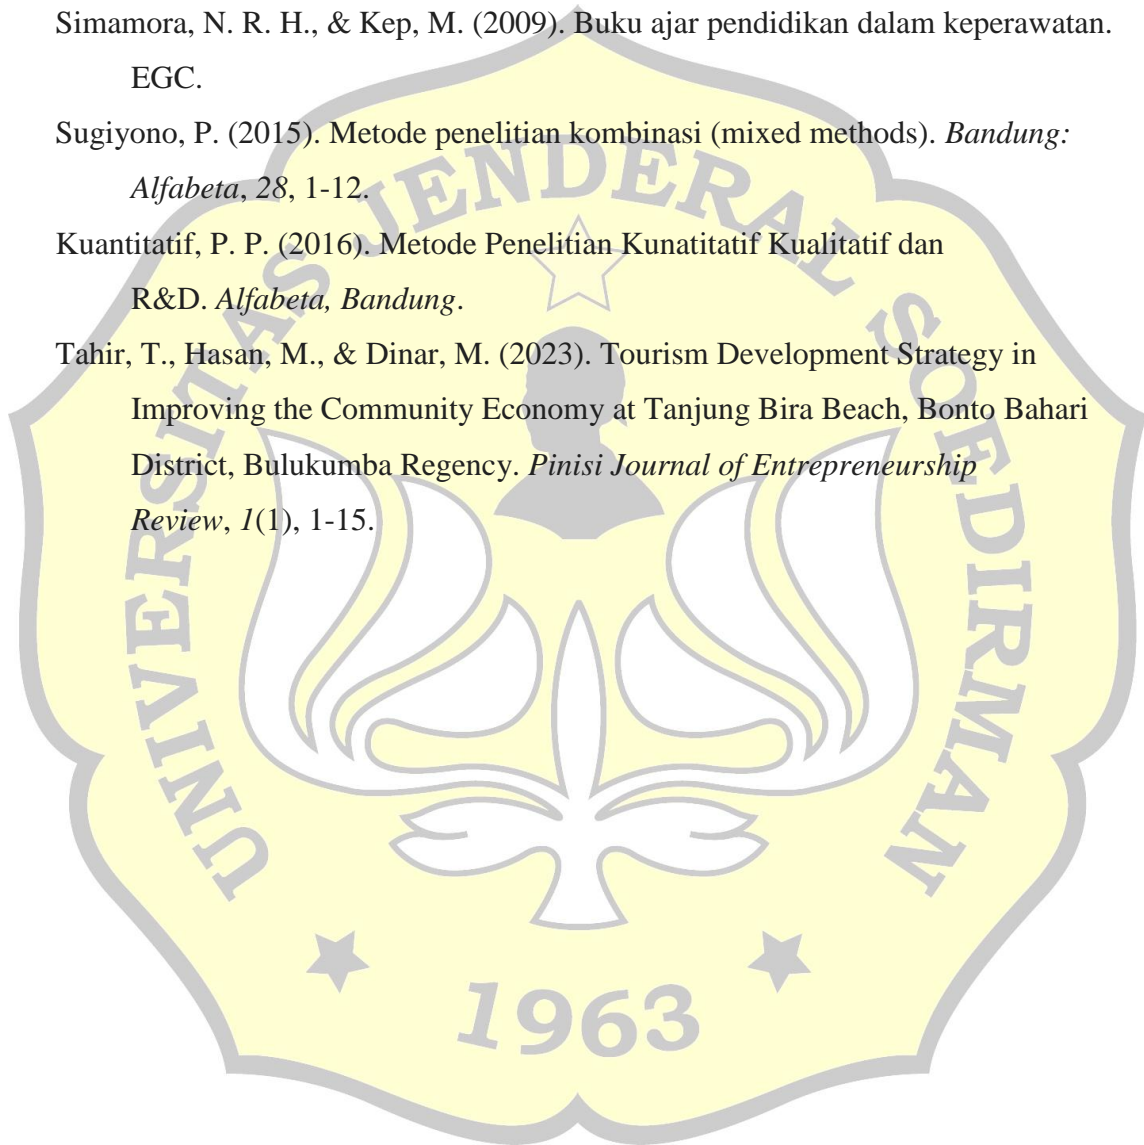 Simamora, N. R. H., & Kep, M. (2009). Buku ajar pendidikan dalam keperawatan.
EGC.
Sugiyono, P. (2015). Metode penelitian kombinasi (mixed methods). Bandung:
Alfabeta, 28, 1-12.
Kuantitatif, P. P. (2016). Metode Penelitian Kunatitatif Kualitatif dan
R&D. Alfabeta, Bandung.
Tahir, T., Hasan, M., & Dinar, M. (2023). Tourism Development Strategy in
Improving the Community Economy at Tanjung Bira Beach, Bonto Bahari
District, Bulukumba Regency. Pinisi Journal of Entrepreneurship
Review, 1(1), 1-15.
UNIVERSITAS JENDERAL SOEDIRMAN
1963